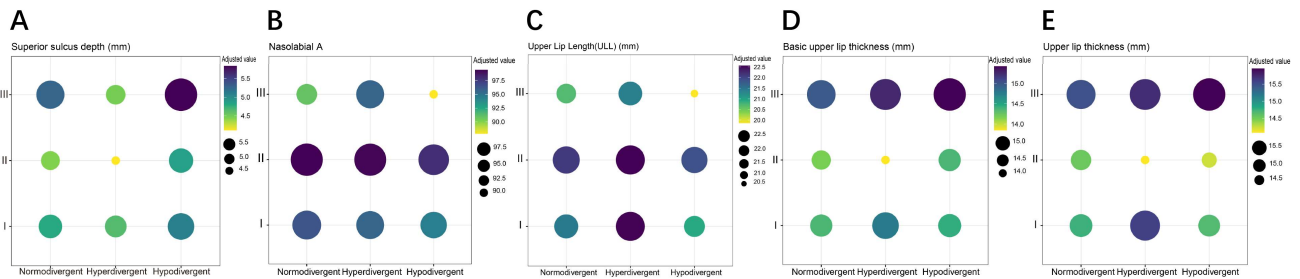 A
Superior sulcus depth (mm)
Adjusted value
5.5
5.0
4.5
5.5
5.0
4.5
III
II
I
Normodivergent Hyperdivergent Hypodivergent
B
Nasolabial A
Adjusted value
97.5
95.0
92.5
90.0
97.5
95.0
92.5
90.0
III
II
I
Normodivergent Hyperdivergent Hypodivergent
C
Upper Lip Length(ULL) (mm)
Adjusted value
22.5
22.0
21.5
21.0
20.5
20.0
22.5
22.0
21.5
21.0
20.5
III
II
I
Normodivergent Hyperdivergent Hypodivergent
D
Basic upper lip thickness (mm)
Adjusted value
15.0
14.5
14.0
15.0
14.5
14.0
III
II
I
Normodivergent Hyperdivergent Hypodivergent
E
Upper lip thickness (mm)
Adjusted value
15.5
15.0
14.5
15.5
15.0
14.5
III
II
I
Normodivergent Hyperdivergent Hypodivergent